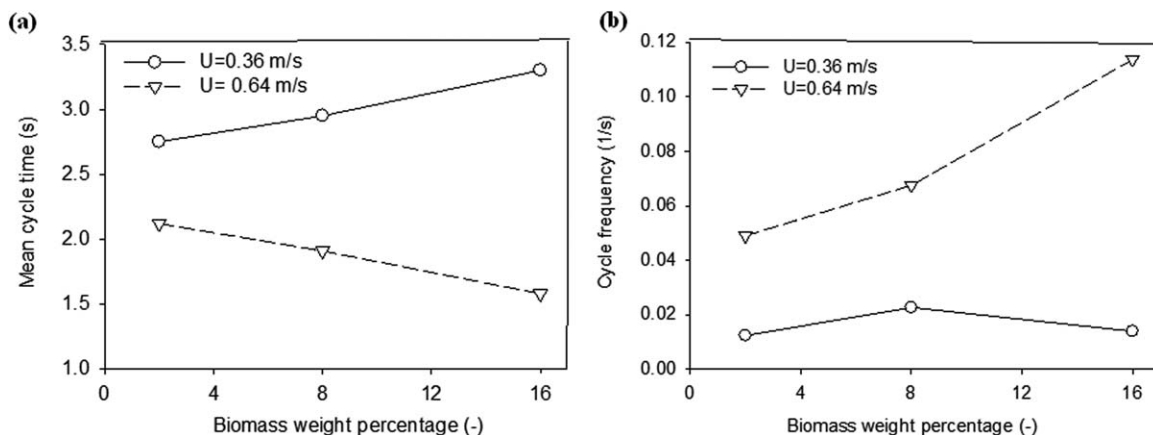 (a)
3.5
3.0
2.5
2.0
1.5
1.0
Mean cycle time (s)
U=0.36 m/s
U= 0.64 m/s
0 4 8 12 16
Biomass weight percentage (-)
(b)
0.12
0.10
0.08
0.06
0.04
0.02
0.00
Cycle frequency (1/s)
U=0.36 m/s
U=0.64 m/s
0 4 8 12 16
Biomass weight percentage (-)